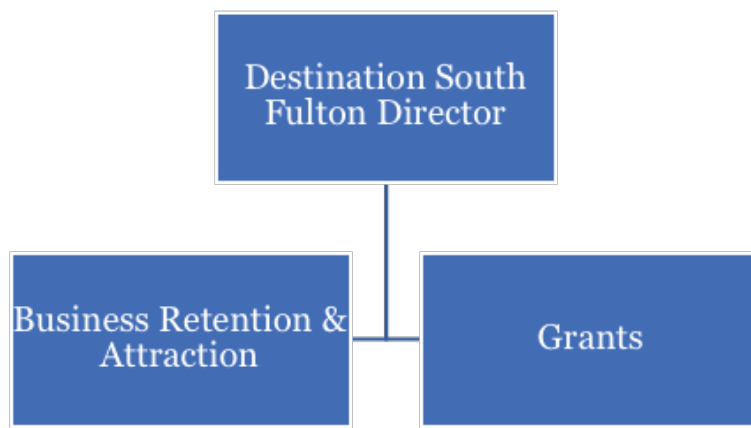 Destination South
Fulton Director
Business Retention &
Attraction
Grants